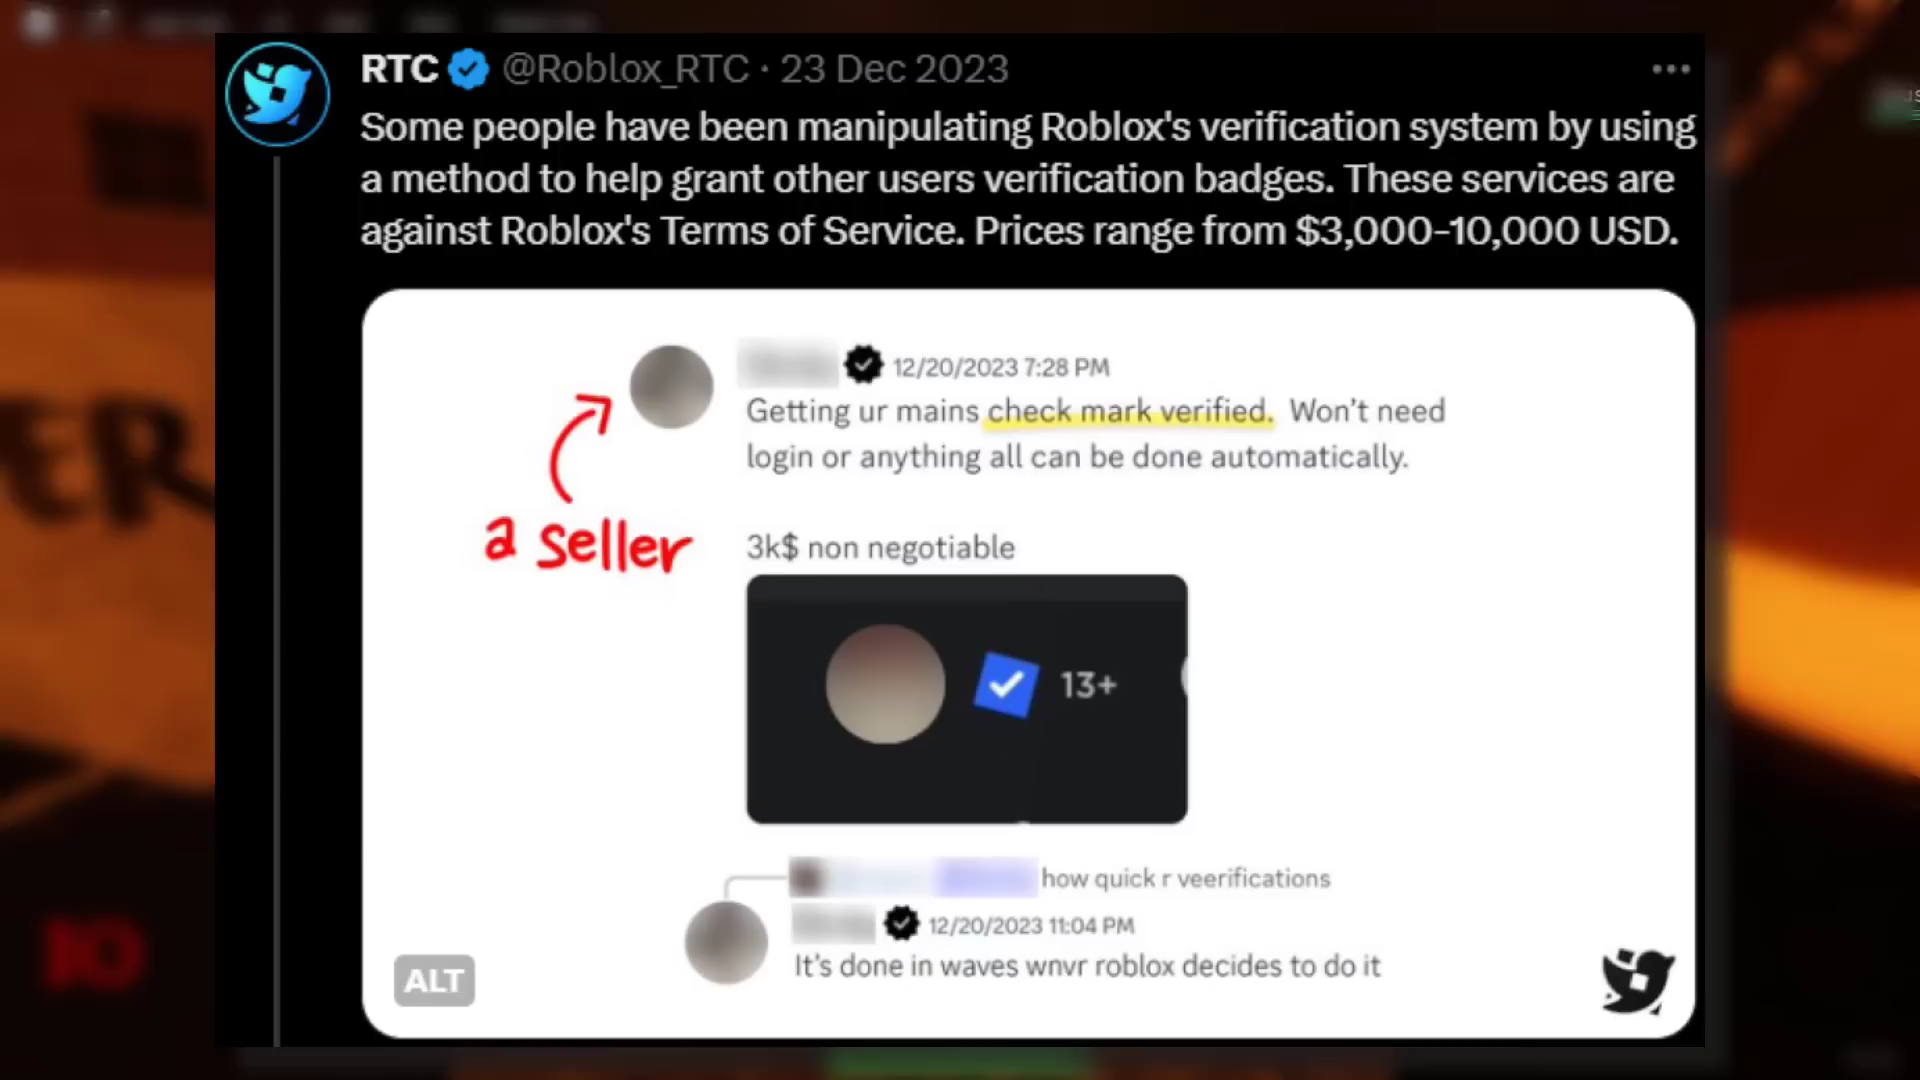 RTC @Roblox_RTC · 23 Dec 2023
Some people have been manipulating Roblox's verification system by using
a method to help grant other users verification badges. These services are
against Roblox's Terms of Service. Prices range from $3,000-10,000 USD.
12/20/2023 7:28 PM
Getting ur mains check mark verified. Won't need
login or anything all can be done automatically.
a seller
3k$ non negotiable
13+
how quick r veerifications
12/20/2023 11:04 PM
It's done in waves wnvr roblox decides to do it
ALT